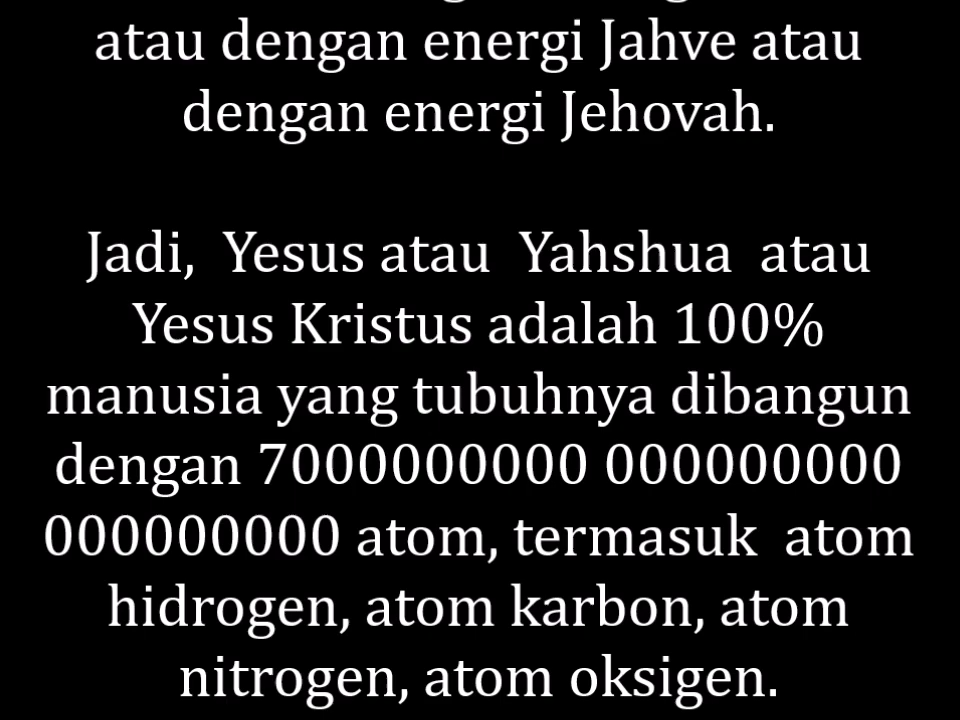 atau dengan energi Jahve atau
dengan energi Jehovah.
Jadi, Yesus atau Yahshua atau
Yesus Kristus adalah 100%
manusia yang tubuhnya dibangun
dengan 7000000000 000000000
000000000 atom, termasuk atom
hidrogen, atom karbon, atom
nitrogen, atom oksigen.